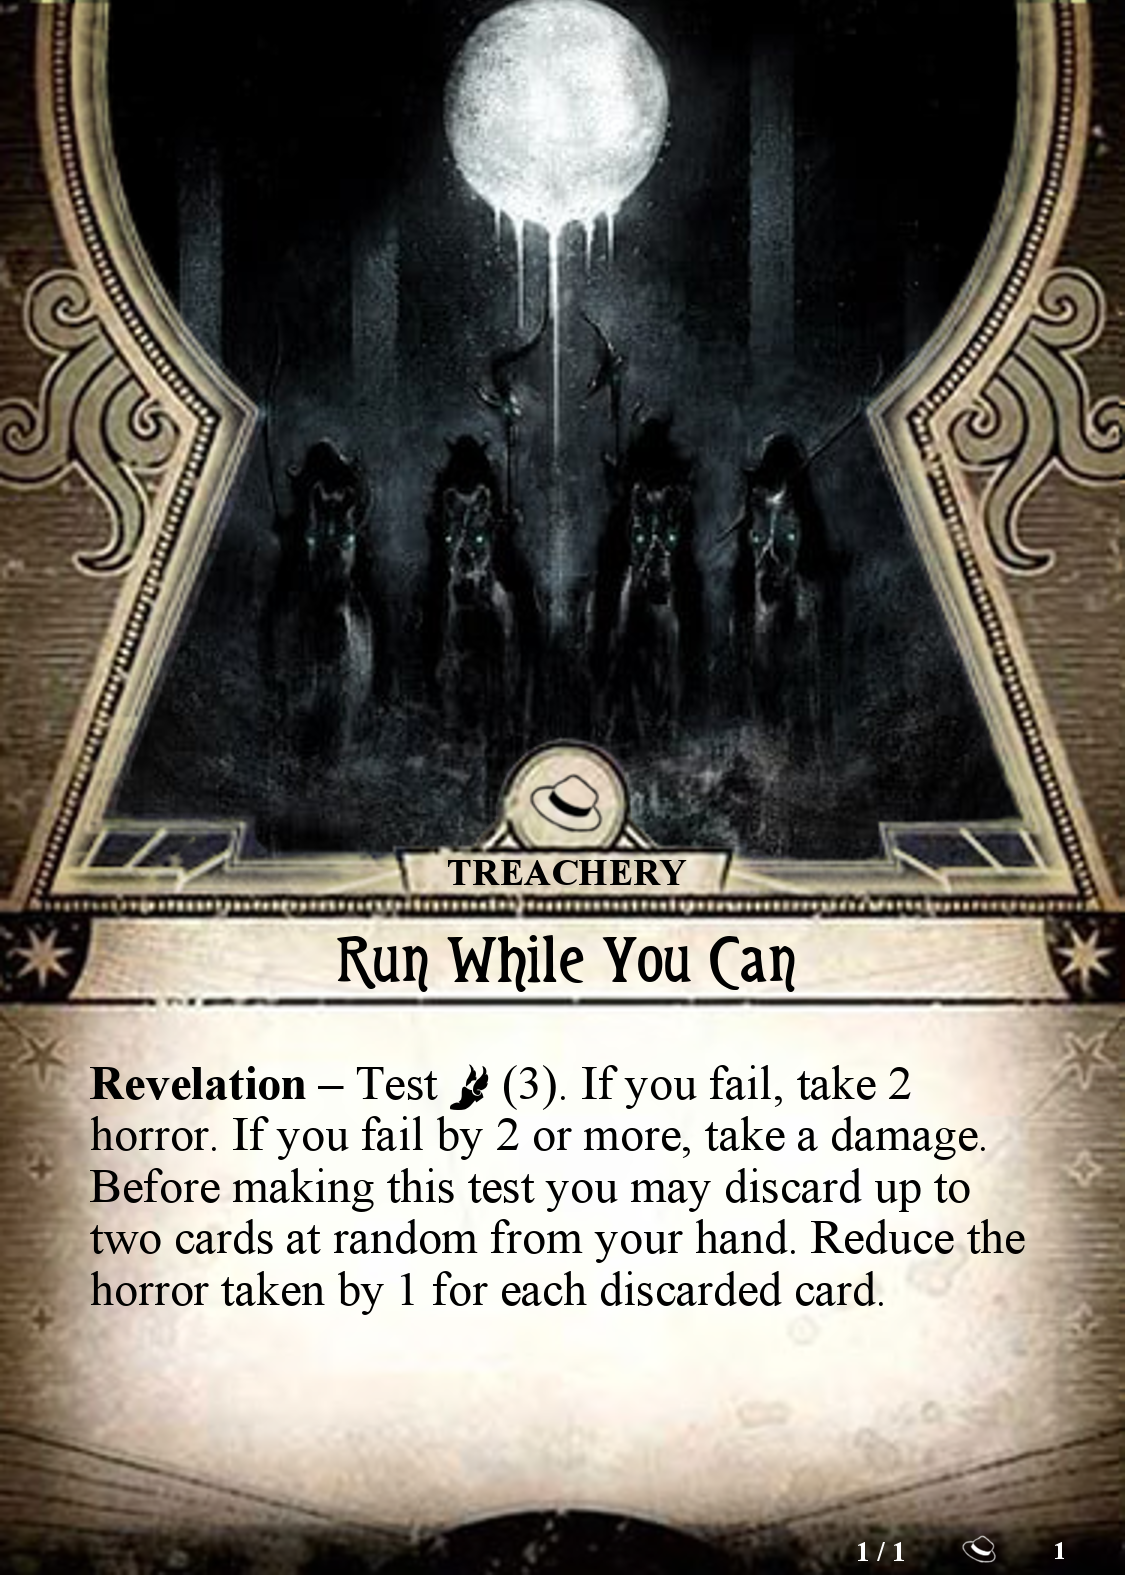 TREACHERY
Run While You Can
Revelation – Test (3). If you fail, take 2
horror. If you fail by 2 or more, take a damage.
Before making this test you may discard up to
two cards at random from your hand. Reduce the
horror taken by 1 for each discarded card.
1 / 1 1